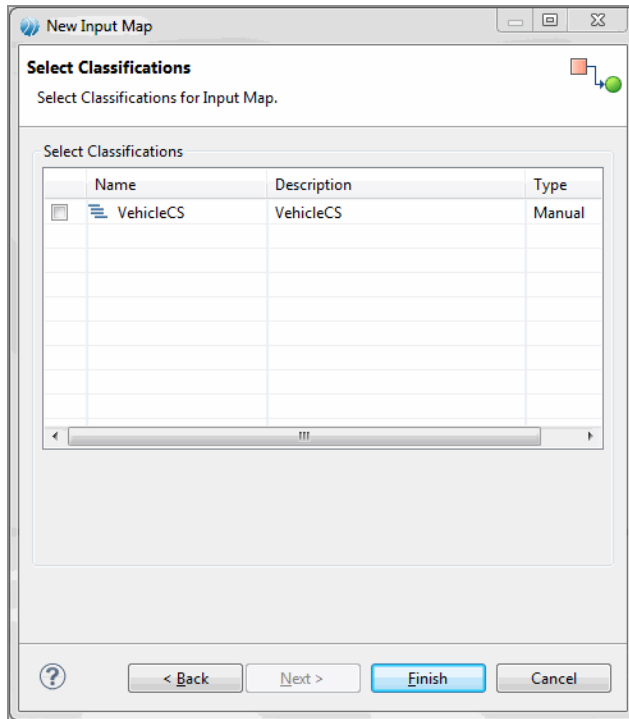 New Input Map
Select Classifications
Select Classifications for Input Map.
Select Classifications
Name Description Type
VehicleCS VehicleCS Manual
< Back Next > Finish Cancel